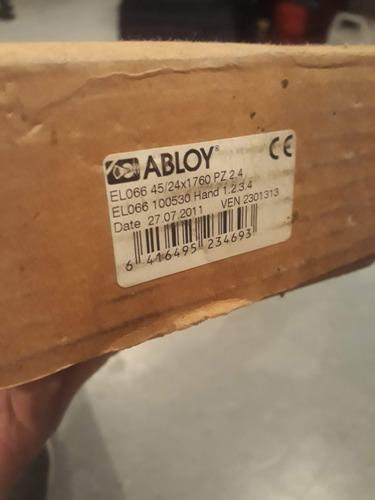 ABLOY®
CE
EL066 45/24x1760 PZ 2,4
EL066 100530 Hand 1.2.3.4
Date 27.07.2011 VEN 2301313
6 416495 234693